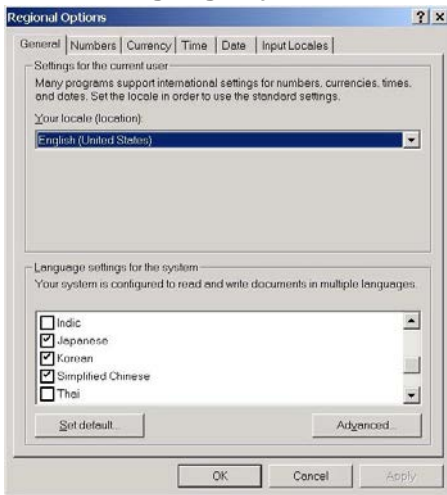 Regional Options
General Numbers Currency Time Date Input Locales
Settings for the current user
Many programs support international settings for numbers, currencies, times,
and dates. Set the locale in order to use the standard settings.
Your locale (location):
English (United States)
Language settings for the system
Your system is configured to read and write documents in multiple languages.
Indic
Japanese
Korean
Simplified Chinese
Thai
Set default...
Advanced...
OK Cancel Apply